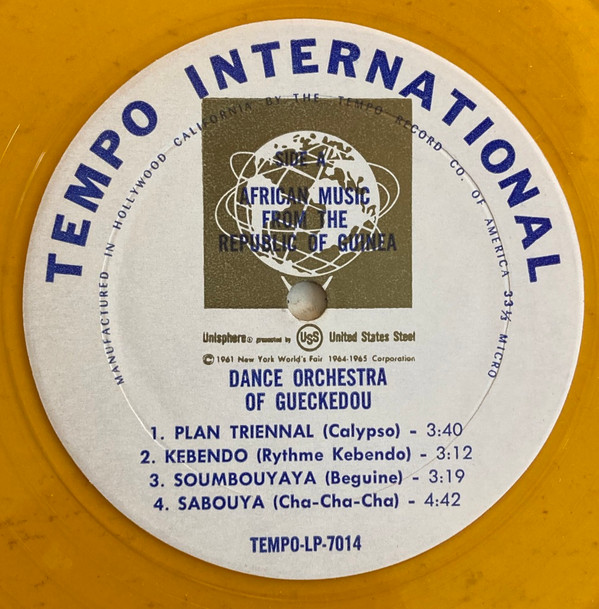 TEMPO INTERNATIONAL
MANUFACTURED IN HOLLYWOOD CALIFORNIA BY THE TEMPO RECORD CO. OF AMERICA 33⅓ MICRO
SIDE A
AFRICAN MUSIC
FROM THE
REPUBLIC OF GUINEA
Unisphere® presented by USS United States Steel
© 1961 New York World's Fair 1964-1965 Corporation
DANCE ORCHESTRA
OF GUECKEDOU
1. PLAN TRIENNAL (Calypso) - 3:40
2. KEBENDO (Rythme Kebendo) - 3:12
3. SOUMBOUYAYA (Beguine) - 3:19
4. SABOUYA (Cha-Cha-Cha) - 4:42
TEMPO-LP-7014